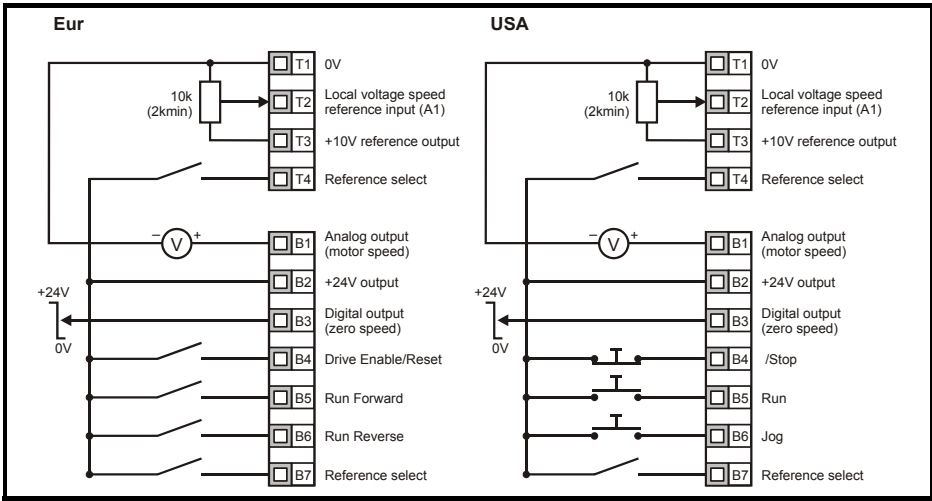 Eur
T1 0V
10k
(2kmin)
T2 Local voltage speed
reference input (A1)
T3 +10V reference output
T4 Reference select
– V +
B1 Analog output
(motor speed)
B2 +24V output
+24V
0V
B3 Digital output
(zero speed)
B4 Drive Enable/Reset
B5 Run Forward
B6 Run Reverse
B7 Reference select
USA
T1 0V
10k
(2kmin)
T2 Local voltage speed
reference input (A1)
T3 +10V reference output
T4 Reference select
– V +
B1 Analog output
(motor speed)
B2 +24V output
+24V
0V
B3 Digital output
(zero speed)
B4 /Stop
B5 Run
B6 Jog
B7 Reference select